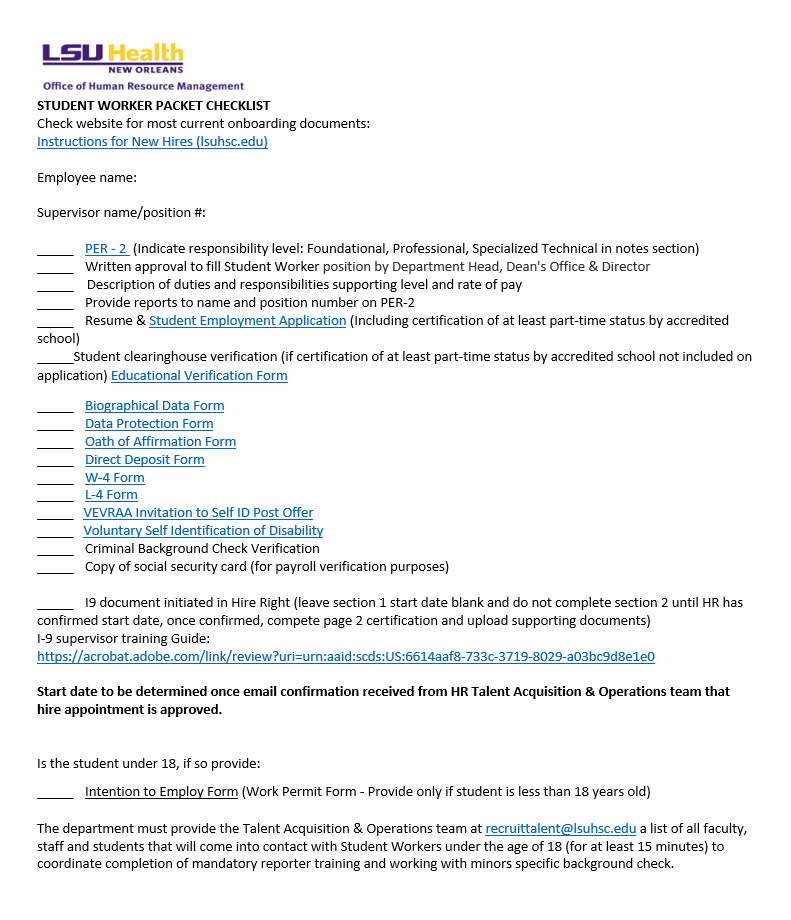 LSU Health
NEW ORLEANS
Office of Human Resource Management
STUDENT WORKER PACKET CHECKLIST
Check website for most current onboarding documents:
Instructions for New Hires (lsuhsc.edu)
Employee name:
Supervisor name/position #:
_____ PER - 2 (Indicate responsibility level: Foundational, Professional, Specialized Technical in notes section)
_____ Written approval to fill Student Worker position by Department Head, Dean's Office & Director
_____ Description of duties and responsibilities supporting level and rate of pay
_____ Provide reports to name and position number on PER-2
_____ Resume & Student Employment Application (Including certification of at least part-time status by accredited
school)
_____Student clearinghouse verification (if certification of at least part-time status by accredited school not included on
application) Educational Verification Form
_____ Biographical Data Form
_____ Data Protection Form
_____ Oath of Affirmation Form
_____ Direct Deposit Form
_____ W-4 Form
_____ L-4 Form
_____ VEVRAA Invitation to Self ID Post Offer
_____ Voluntary Self Identification of Disability
_____ Criminal Background Check Verification
_____ Copy of social security card (for payroll verification purposes)
_____ I9 document initiated in Hire Right (leave section 1 start date blank and do not complete section 2 until HR has
confirmed start date, once confirmed, compete page 2 certification and upload supporting documents)
I-9 supervisor training Guide:
https://acrobat.adobe.com/link/review?uri=urn:aaid:scds:US:6614aaf8-733c-3719-8029-a03bc9d8e1e0
Start date to be determined once email confirmation received from HR Talent Acquisition & Operations team that
hire appointment is approved.
Is the student under 18, if so provide:
_____ Intention to Employ Form (Work Permit Form - Provide only if student is less than 18 years old)
The department must provide the Talent Acquisition & Operations team at recruittalent@lsuhsc.edu a list of all faculty,
staff and students that will come into contact with Student Workers under the age of 18 (for at least 15 minutes) to
coordinate completion of mandatory reporter training and working with minors specific background check.